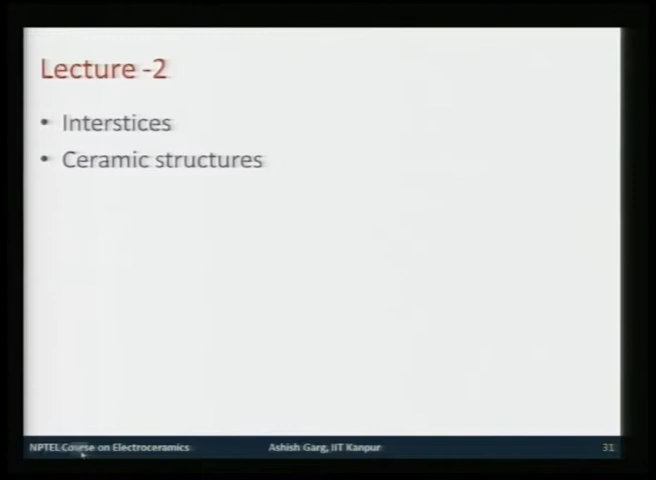 Lecture -2
• Interstices
• Ceramic structures
NPTEL Course on Electroceramics
Ashish Garg, IIT Kanpur
31